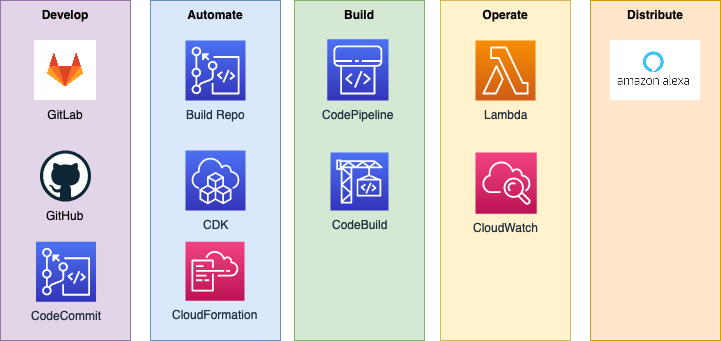 Develop
GitLab
GitHub
CodeCommit
Automate
Build Repo
CDK
CloudFormation
Build
CodePipeline
CodeBuild
Operate
Lambda
CloudWatch
Distribute
amazon alexa